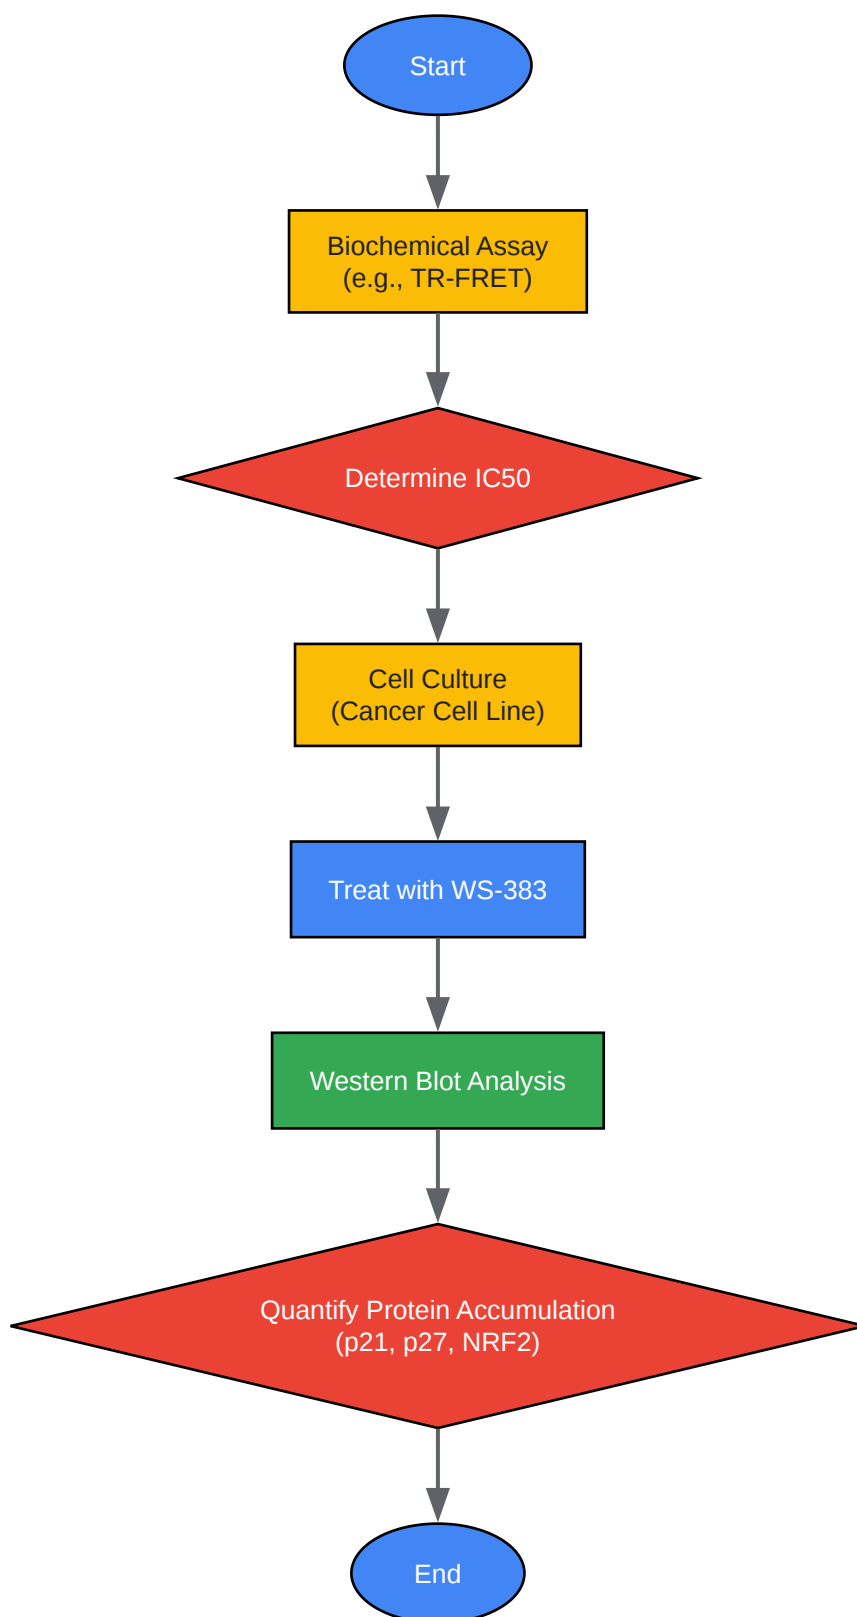 Start
Biochemical Assay
(e.g., TR-FRET)
Determine IC50
Cell Culture
(Cancer Cell Line)
Treat with WS-383
Western Blot Analysis
Quantify Protein Accumulation
(p21, p27, NRF2)
End